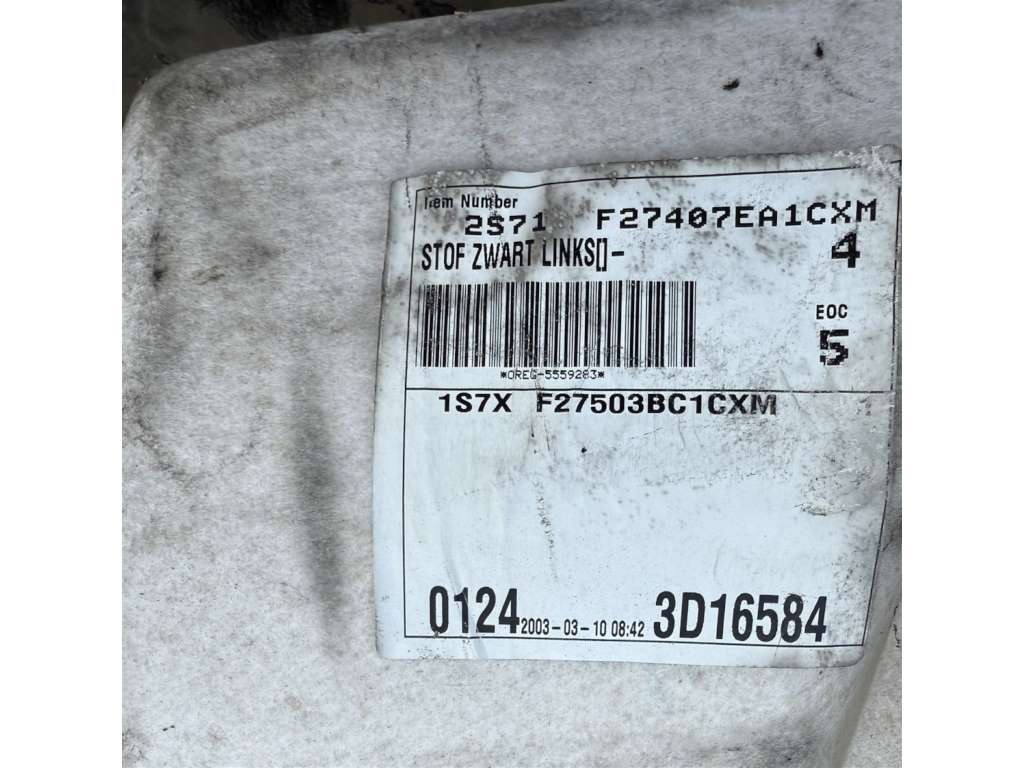 Item Number
2S71 F27407EA1CXM
STOF ZWART LINKS[]- 4
EOC
5
*OREG-5559283*
1S7X F27503BC1CXM
0124 2003-03-10 08:42 3D16584